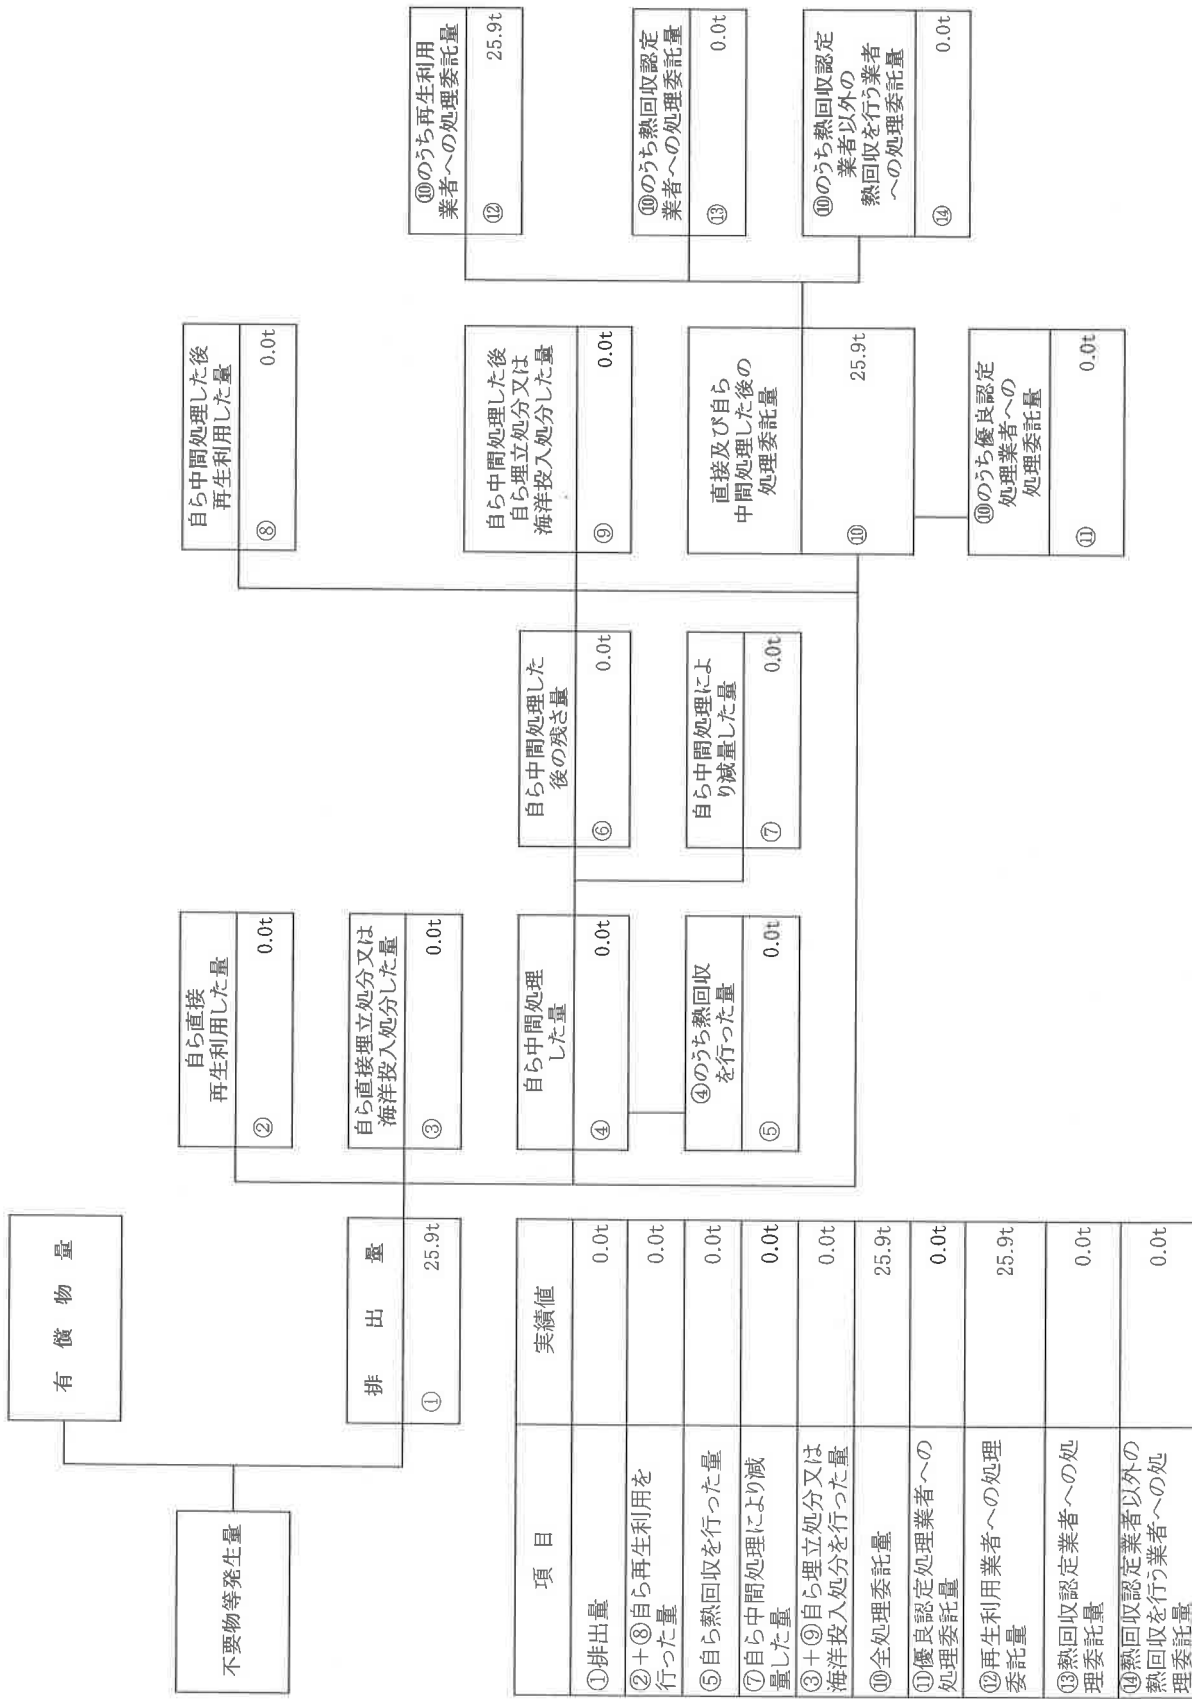 不要物等発生量
有償物量
排出量
① 25.9t
自ら直接
再生利用した量
② 0.0t
自ら直接埋立処分又は
海洋投入処分した量
③ 0.0t
自ら中間処理
した量
④ 0.0t
④のうち熱回収
を行った量
⑤ 0.0t
自ら中間処理した
後の残さ量
⑥ 0.0t
自ら中間処理によ
り減量した量
⑦ 0.0t
自ら中間処理した後
再生利用した量
⑧ 0.0t
自ら中間処理した後
自ら埋立処分又は
海洋投入処分した量
⑨ 0.0t
直接及び自ら
中間処理した後の
処理委託量
⑩ 25.9t
⑩のうち優良認定
処理業者への
処理委託量
⑪ 0.0t
⑩のうち再生利用
業者への処理委託量
⑫ 25.9t
⑩のうち熱回収認定
業者への処理委託量
⑬ 0.0t
⑩のうち熱回収認定
業者以外の
熱回収を行う業者
への処理委託量
⑭ 0.0t
項目 実績値
①排出量 0.0t
②+⑧自ら再生利用を
行った量 0.0t
⑤自ら熱回収を行った量 0.0t
⑦自ら中間処理により減
量した量 0.0t
③+⑨自ら埋立処分又は
海洋投入処分を行った量 0.0t
⑩全処理委託量 25.9t
⑪優良認定処理業者への
処理委託量 0.0t
⑫再生利用業者への処理
委託量 25.9t
⑬熱回収認定業者への処
理委託量 0.0t
⑭熱回収認定業者以外の
熱回収を行う業者への処
理委託量 0.0t